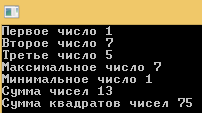 Первое число 1
Второе число 7
Третье число 5
Максимальное число 7
Минимальное число 1
Сумма чисел 13
Сумма квадратов чисел 75